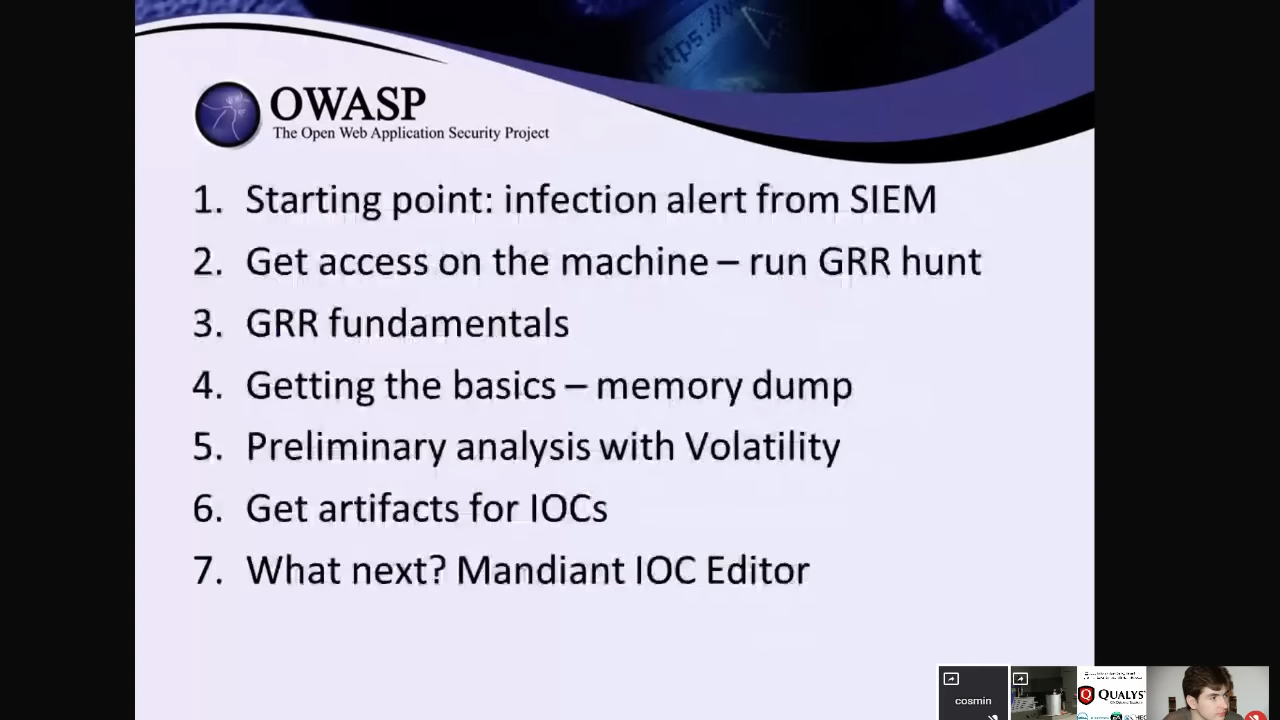 https://w
OWASP
The Open Web Application Security Project
1. Starting point: infection alert from SIEM
2. Get access on the machine – run GRR hunt
3. GRR fundamentals
4. Getting the basics – memory dump
5. Preliminary analysis with Volatility
6. Get artifacts for IOCs
7. What next? Mandiant IOC Editor
cosmin
QUALYS